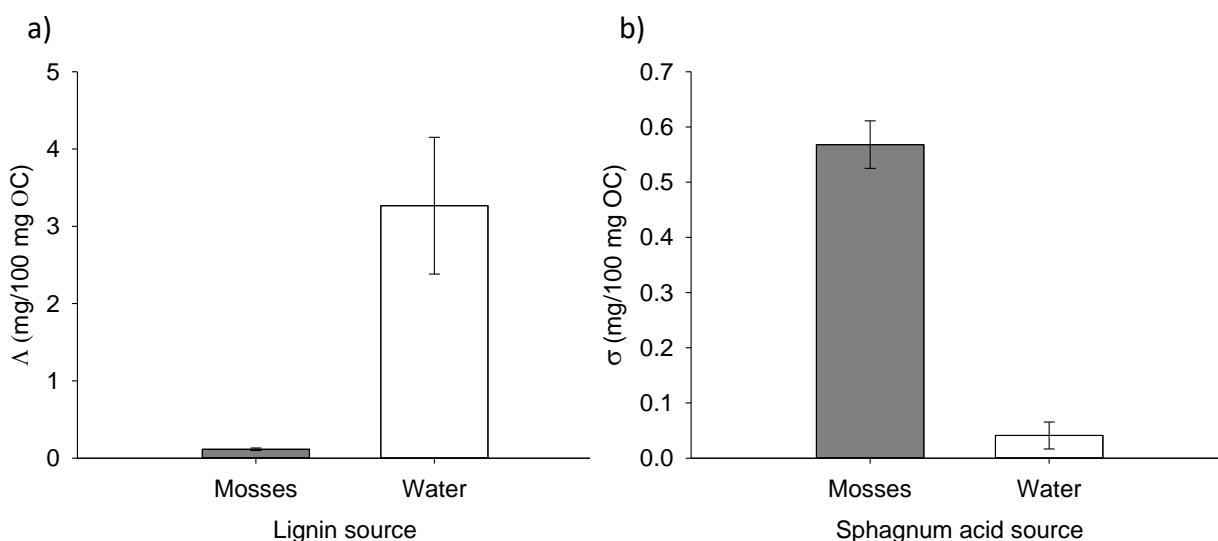 a)
Λ (mg/100 mg OC)
5
4
3
2
1
0
Mosses Water
Lignin source
b)
σ (mg/100 mg OC)
0.7
0.6
0.5
0.4
0.3
0.2
0.1
0.0
Mosses Water
Sphagnum acid source